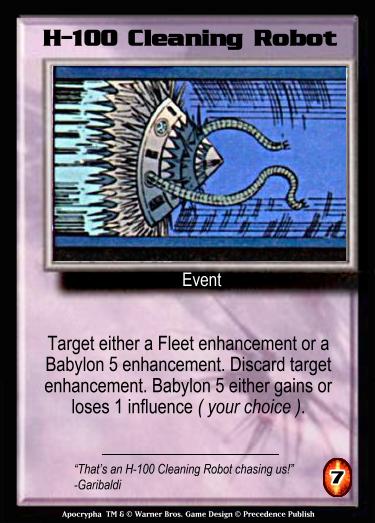 H-100 Cleaning Robot
Event
Target either a Fleet enhancement or a
Babylon 5 enhancement. Discard target
enhancement. Babylon 5 either gains or
loses 1 influence ( your choice ).
"That's an H-100 Cleaning Robot chasing us!"
-Garibaldi
7
Apocrypha TM & © Warner Bros. Game Design © Precedence Publish